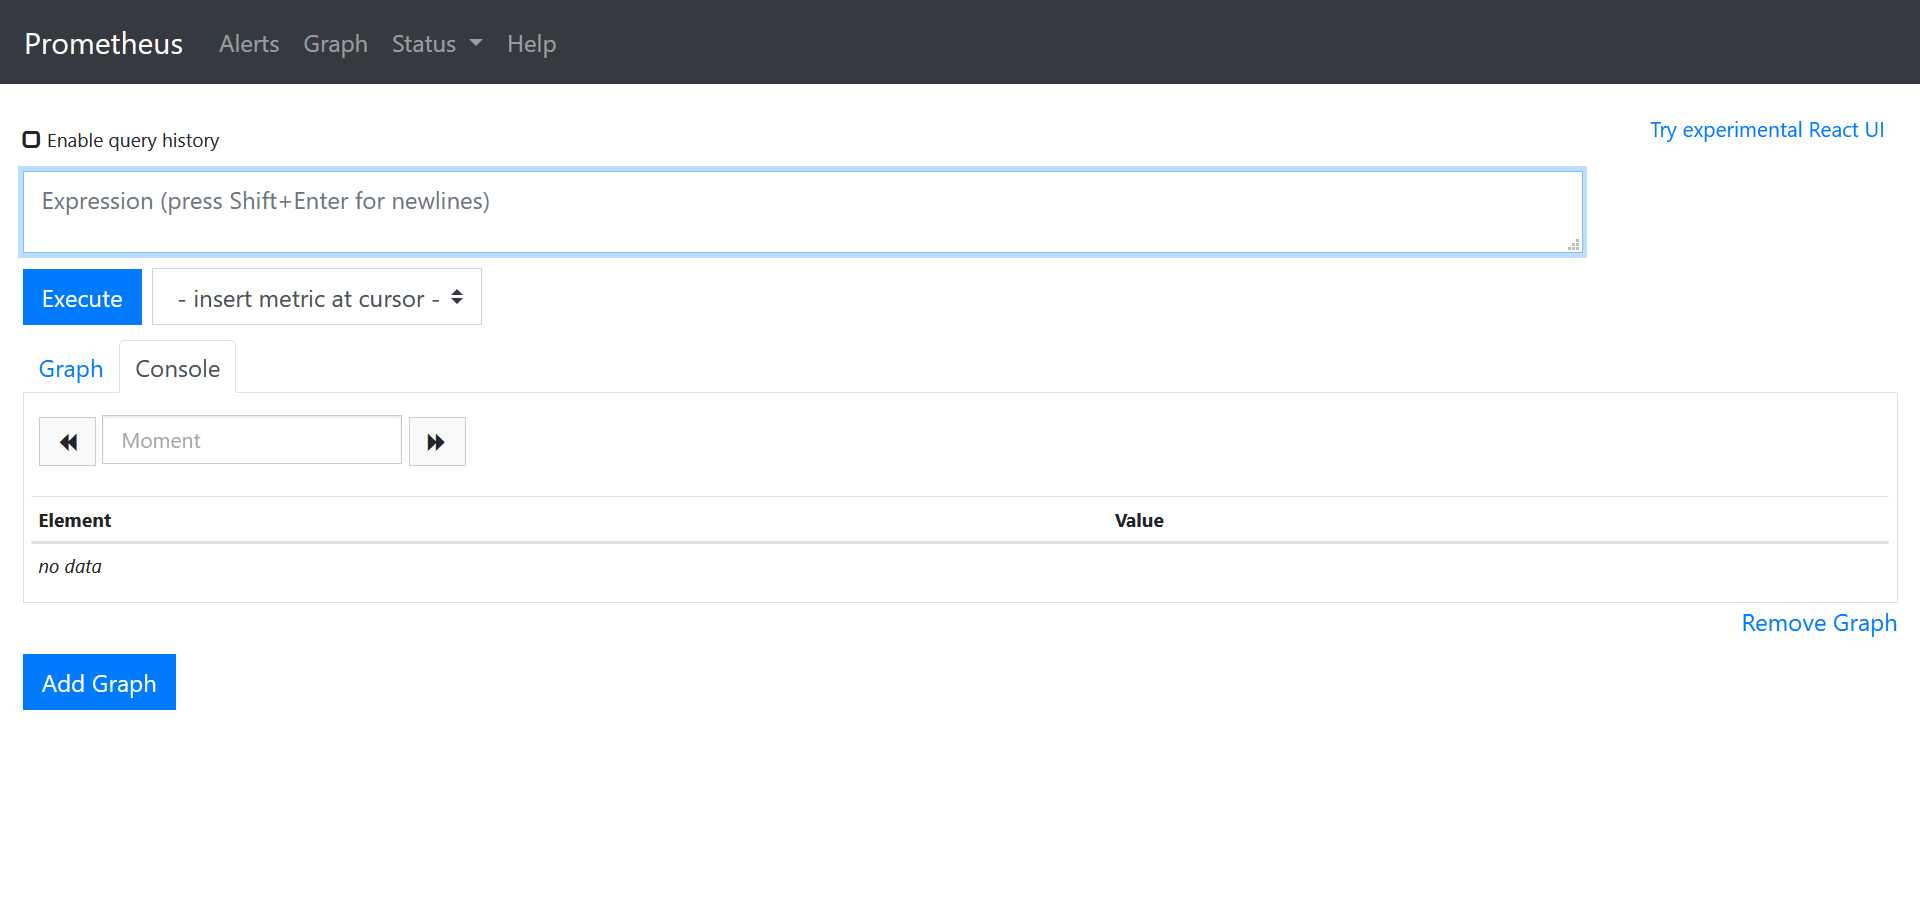 Prometheus Alerts Graph Status Help
Enable query history
Try experimental React UI
Expression (press Shift+Enter for newlines)
Execute - insert metric at cursor -
Graph Console
Moment
Element Value
no data
Remove Graph
Add Graph